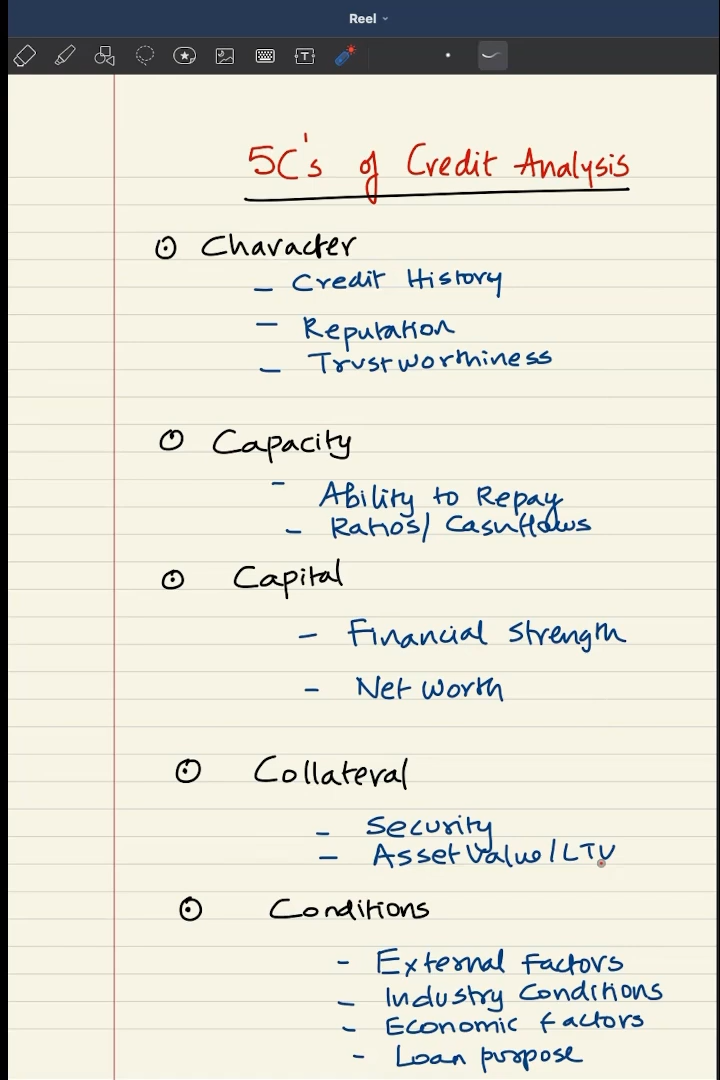 Reel
5C's of Credit Analysis
Character
- Credit History
- Reputation
- Trustworthiness
Capacity
- Ability to Repay
- Ratios/ Cashflows
Capital
- Financial Strength
- Net worth
Collateral
- Security
- Asset Value/LTV
Conditions
- External Factors
- Industry Conditions
- Economic factors
- Loan purpose